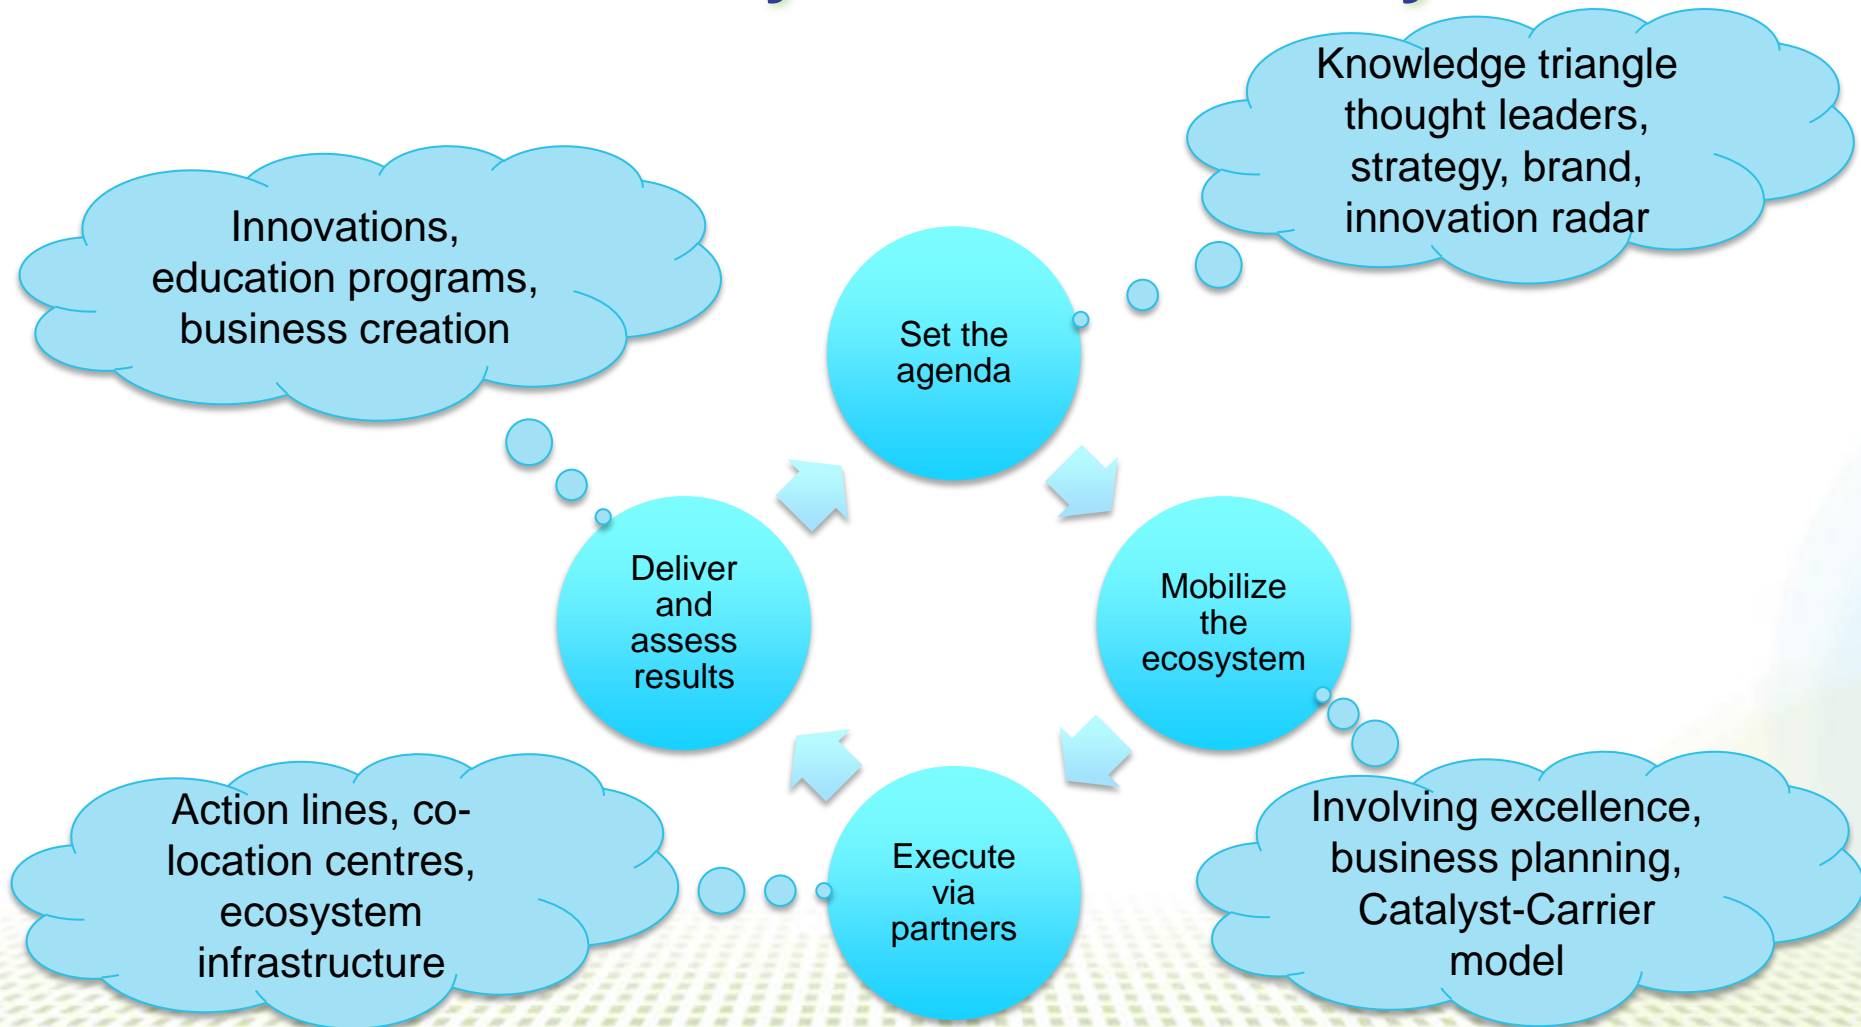 Knowledge triangle
thought leaders,
strategy, brand,
innovation radar
Innovations,
education programs,
business creation
Set the
agenda
Deliver
and
assess
results
Mobilize
the
ecosystem
Action lines, co-
location centres,
ecosystem
infrastructure
Execute
via
partners
Involving excellence,
business planning,
Catalyst-Carrier
model